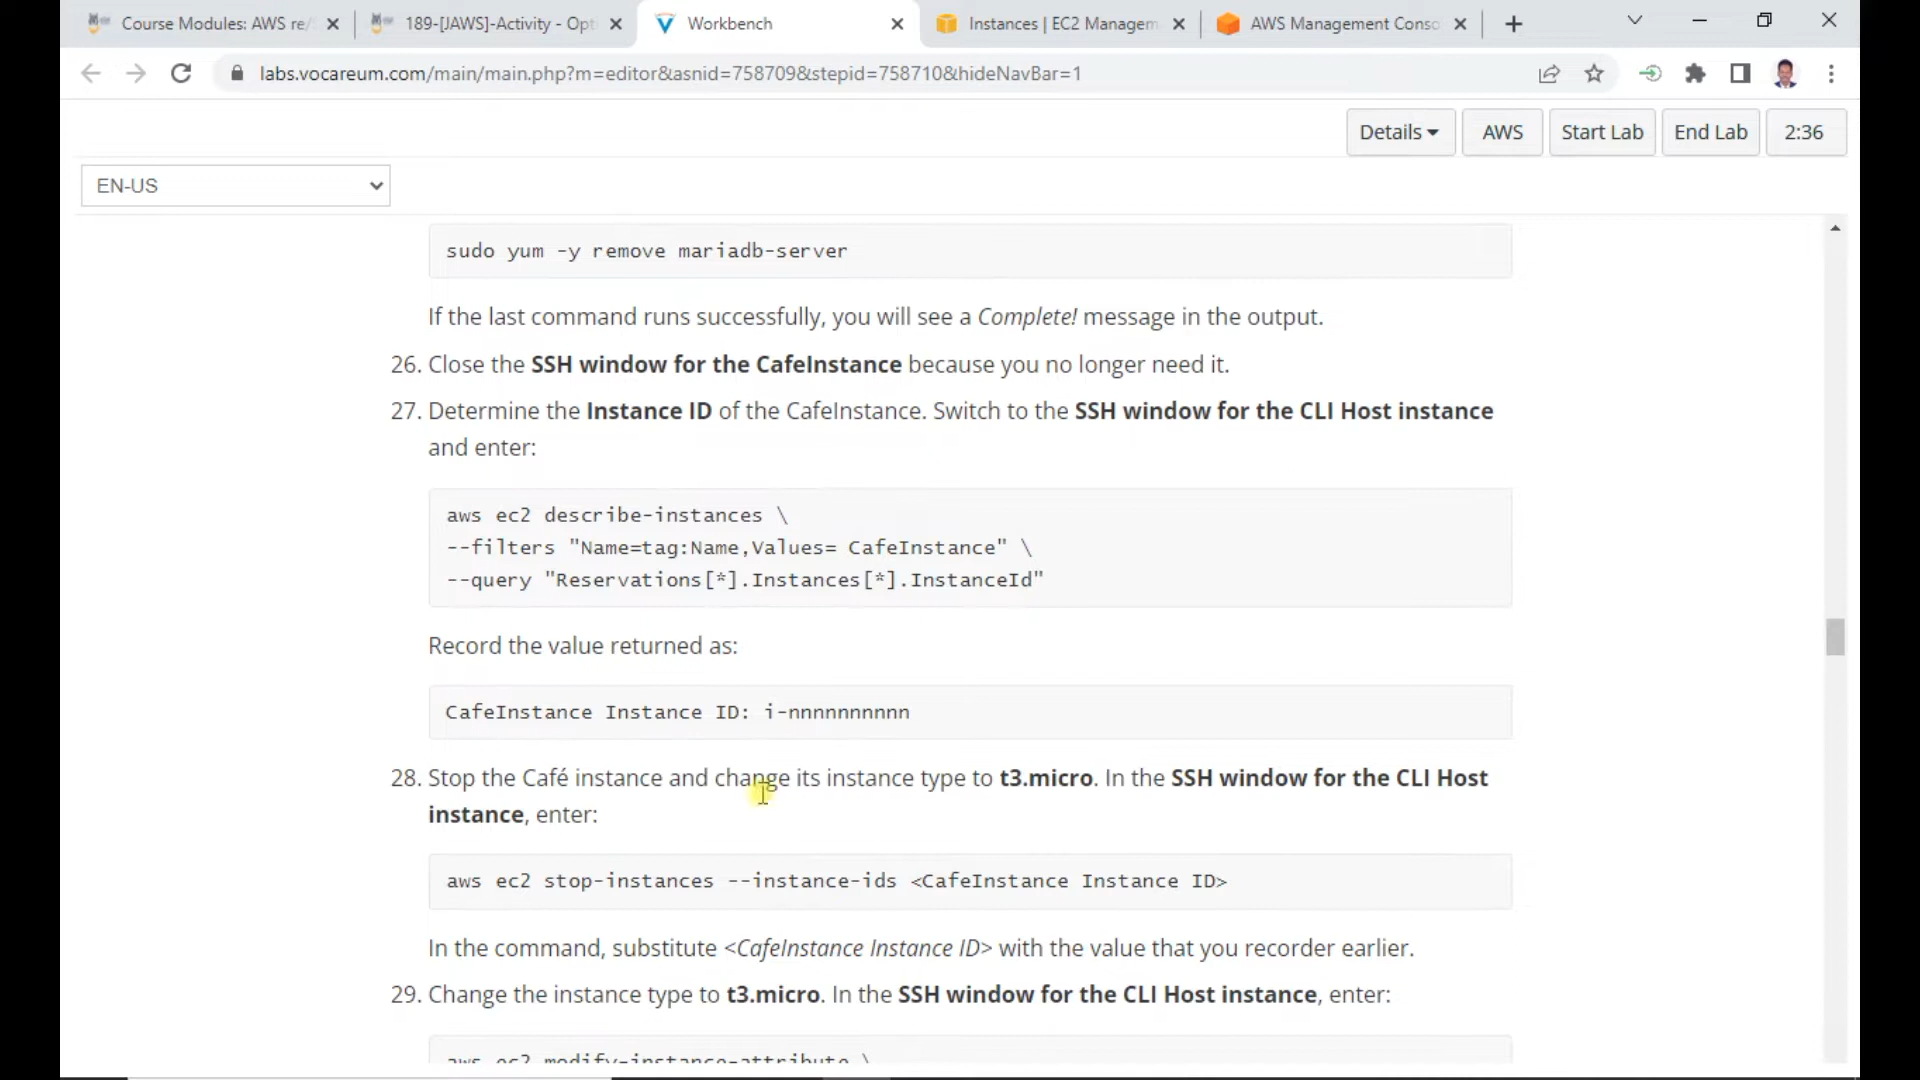 Course Modules: AWS re/
189-[JAWS]-Activity - Opt
Workbench
Instances | EC2 Managem
AWS Management Conso
labs.vocareum.com/main/main.php?m=editor&asnid=758709&stepid=758710&hideNavBar=1
Details
AWS
Start Lab
End Lab
2:36
EN-US
sudo yum -y remove mariadb-server
If the last command runs successfully, you will see a Complete! message in the output.
26. Close the SSH window for the CafeInstance because you no longer need it.
27. Determine the Instance ID of the CafeInstance. Switch to the SSH window for the CLI Host instance
and enter:
aws ec2 describe-instances \
--filters "Name=tag:Name,Values= CafeInstance" \
--query "Reservations[*].Instances[*].InstanceId"
Record the value returned as:
CafeInstance Instance ID: i-nnnnnnnnnn
28. Stop the Café instance and change its instance type to t3.micro. In the SSH window for the CLI Host
instance, enter:
aws ec2 stop-instances --instance-ids <CafeInstance Instance ID>
In the command, substitute <CafeInstance Instance ID> with the value that you recorder earlier.
29. Change the instance type to t3.micro. In the SSH window for the CLI Host instance, enter:
aws ec2 modify-instance-attribute \